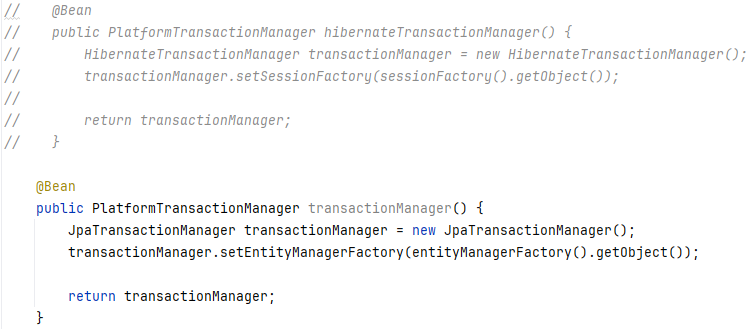 //    @Bean
//    public PlatformTransactionManager hibernateTransactionManager() {
//        HibernateTransactionManager transactionManager = new HibernateTransactionManager();
//        transactionManager.setSessionFactory(sessionFactory().getObject());
//
//        return transactionManager;
//    }
    @Bean
    public PlatformTransactionManager transactionManager() {
        JpaTransactionManager transactionManager = new JpaTransactionManager();
        transactionManager.setEntityManagerFactory(entityManagerFactory().getObject());
        return transactionManager;
    }